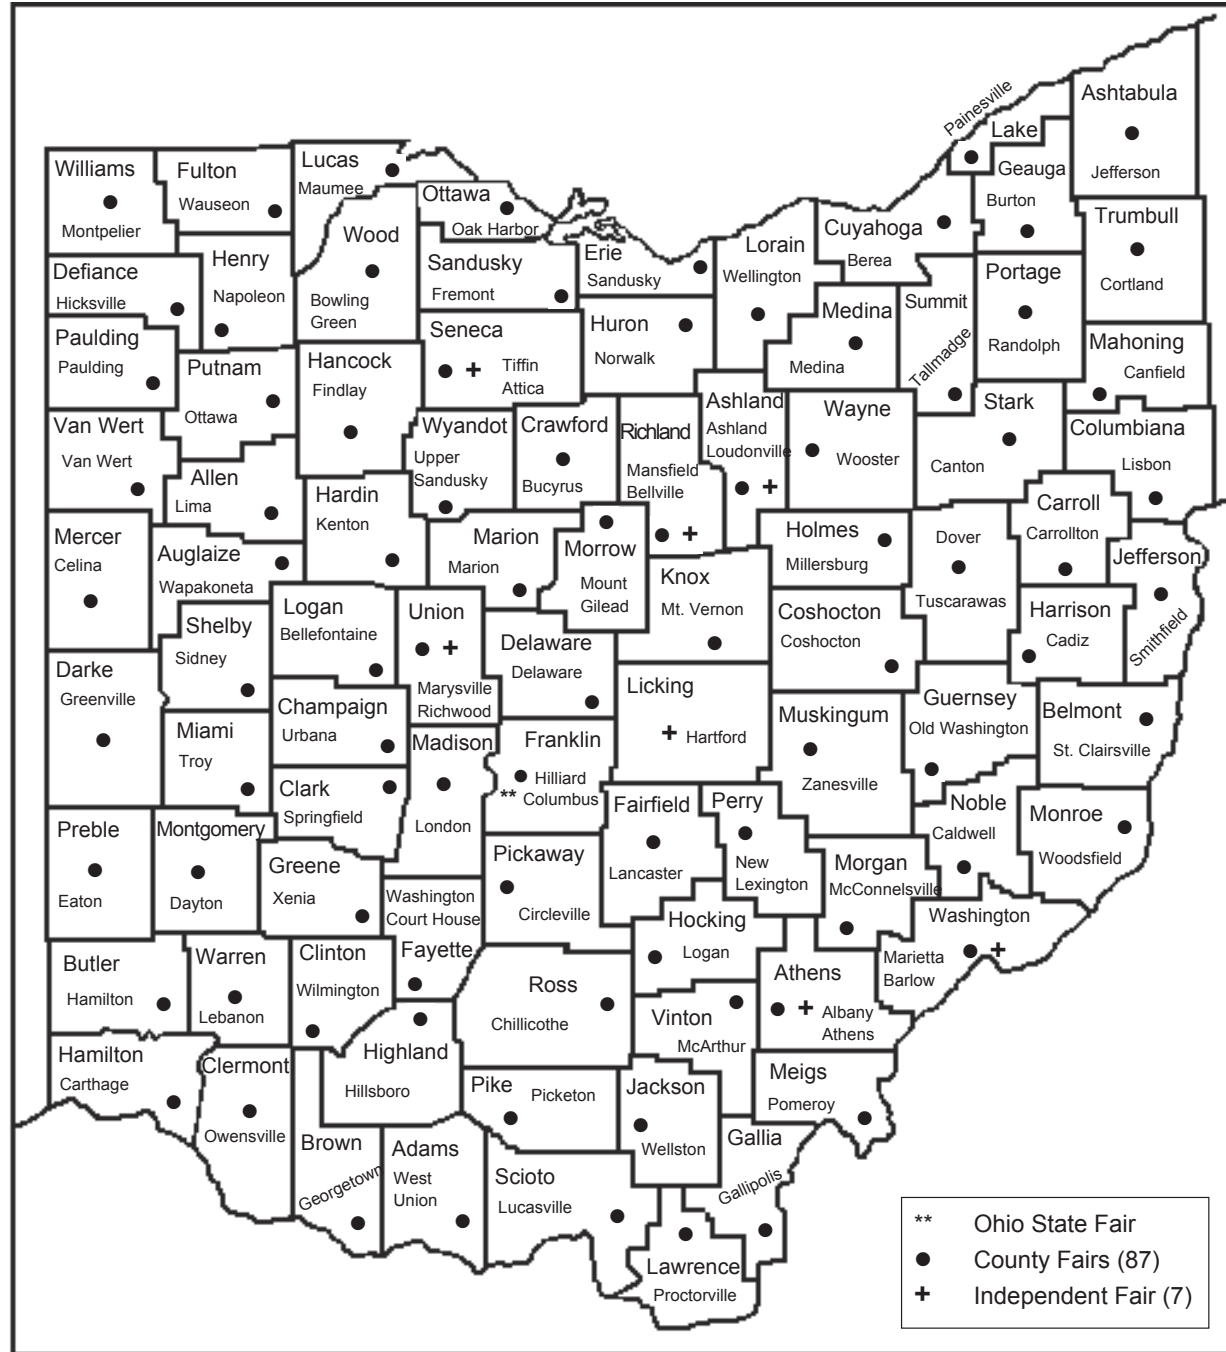 Ashtabula
Jefferson
Painesville
Lake
Geauga
Burton
Williams
Montpelier
Fulton
Wauseon
Lucas
Maumee
Ottawa
Oak Harbor
Wood
Bowling
Green
Henry
Napoleon
Defiance
Hicksville
Sandusky
Fremont
Erie
Sandusky
Lorain
Wellington
Cuyahoga
Berea
Trumbull
Cortland
Portage
Randolph
Summit
Tallmadge
Medina
Medina
Huron
Norwalk
Seneca
+
Tiffin
Attica
Paulding
Paulding
Putnam
Ottawa
Hancock
Findlay
Mahoning
Canfield
Stark
Canton
Columbiana
Lisbon
Wayne
Wooster
Ashland
Ashland
Loudonville
+
Richland
Mansfield
Bellville
+
Crawford
Bucyrus
Wyandot
Upper
Sandusky
Van Wert
Van Wert
Allen
Lima
Hardin
Kenton
Mercer
Celina
Auglaize
Wapakoneta
Marion
Marion
Morrow
Mount
Gilead
Knox
Mt. Vernon
Holmes
Millersburg
Dover
Tuscarawas
Carroll
Carrollton
Jefferson
Smithfield
Harrison
Cadiz
Coshocton
Coshocton
Logan
Bellefontaine
Union
+
Marysville
Richwood
Delaware
Delaware
Shelby
Sidney
Darke
Greenville
Miami
Troy
Champaign
Urbana
Licking
+ Hartford
Muskingum
Zanesville
Guernsey
Old Washington
Belmont
St. Clairsville
Madison
London
Franklin
Hilliard
** Columbus
Clark
Springfield
Fairfield
Lancaster
Perry
New
Lexington
Noble
Caldwell
Monroe
Woodsfield
Morgan
McConnelsville
Preble
Eaton
Montgomery
Dayton
Greene
Xenia
Washington
Court House
Fayette
Pickaway
Circleville
Hocking
Logan
Washington
+
Marietta
Barlow
Athens
+
Albany
Athens
Butler
Hamilton
Warren
Lebanon
Clinton
Wilmington
Ross
Chillicothe
Vinton
McArthur
Hamilton
Carthage
Clermont
Owensville
Highland
Hillsboro
Pike
Picketon
Jackson
Wellston
Meigs
Pomeroy
Gallia
Gallipolis
Brown
Georgetown
Adams
West
Union
Scioto
Lucasville
Lawrence
Proctorville
** Ohio State Fair
● County Fairs (87)
+ Independent Fair (7)